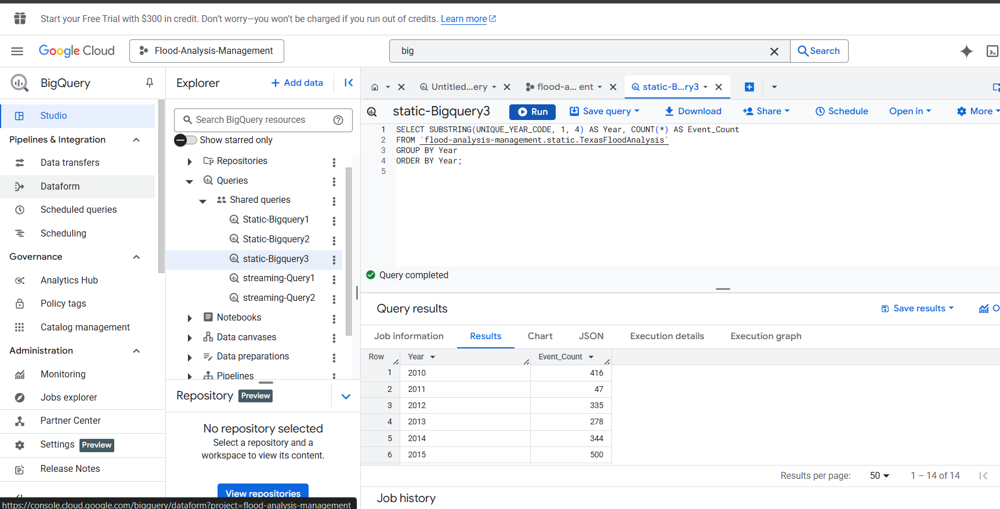 Start your Free Trial with $300 in credit. Don’t worry—you won’t be charged if you run out of credits. Learn more
Google Cloud
Flood-Analysis-Management
big
Search
BigQuery
Studio
Pipelines & Integration
Data transfers
Dataform
Scheduled queries
Scheduling
Governance
Analytics Hub
Policy tags
Catalog management
Administration
Monitoring
Jobs explorer
Partner Center
Settings Preview
Release Notes
https://console.cloud.google.com/bigquery/dataform?project=flood-analysis-management
Explorer
+ Add data
Search BigQuery resources
Show starred only
Repositories
Queries
Shared queries
Static-Bigquery1
Static-Bigquery2
static-Bigquery3
streaming-Query1
streaming-Query2
Notebooks
Data canvases
Data preparations
Pipelines
Repository Preview
No repository selected
Select a repository and a
workspace to view its content.
View repositories
Untitled...ery
flood-a... ent
static-B...ry3
static-Bigquery3
Run
Save query
Download
Share
Schedule
Open in
More
1 SELECT SUBSTRING(UNIQUE_YEAR_CODE, 1, 4) AS Year, COUNT(*) AS Event_Count
2 FROM `flood-analysis-management.static.TexasFloodAnalysis`
3 GROUP BY Year
4 ORDER BY Year;
5
Query completed
Query results
Save results
O
Job information Results Chart JSON Execution details Execution graph
Row Year Event_Count
1 2010 416
2 2011 47
3 2012 335
4 2013 278
5 2014 344
6 2015 500
Results per page: 50 1 – 14 of 14
Job history